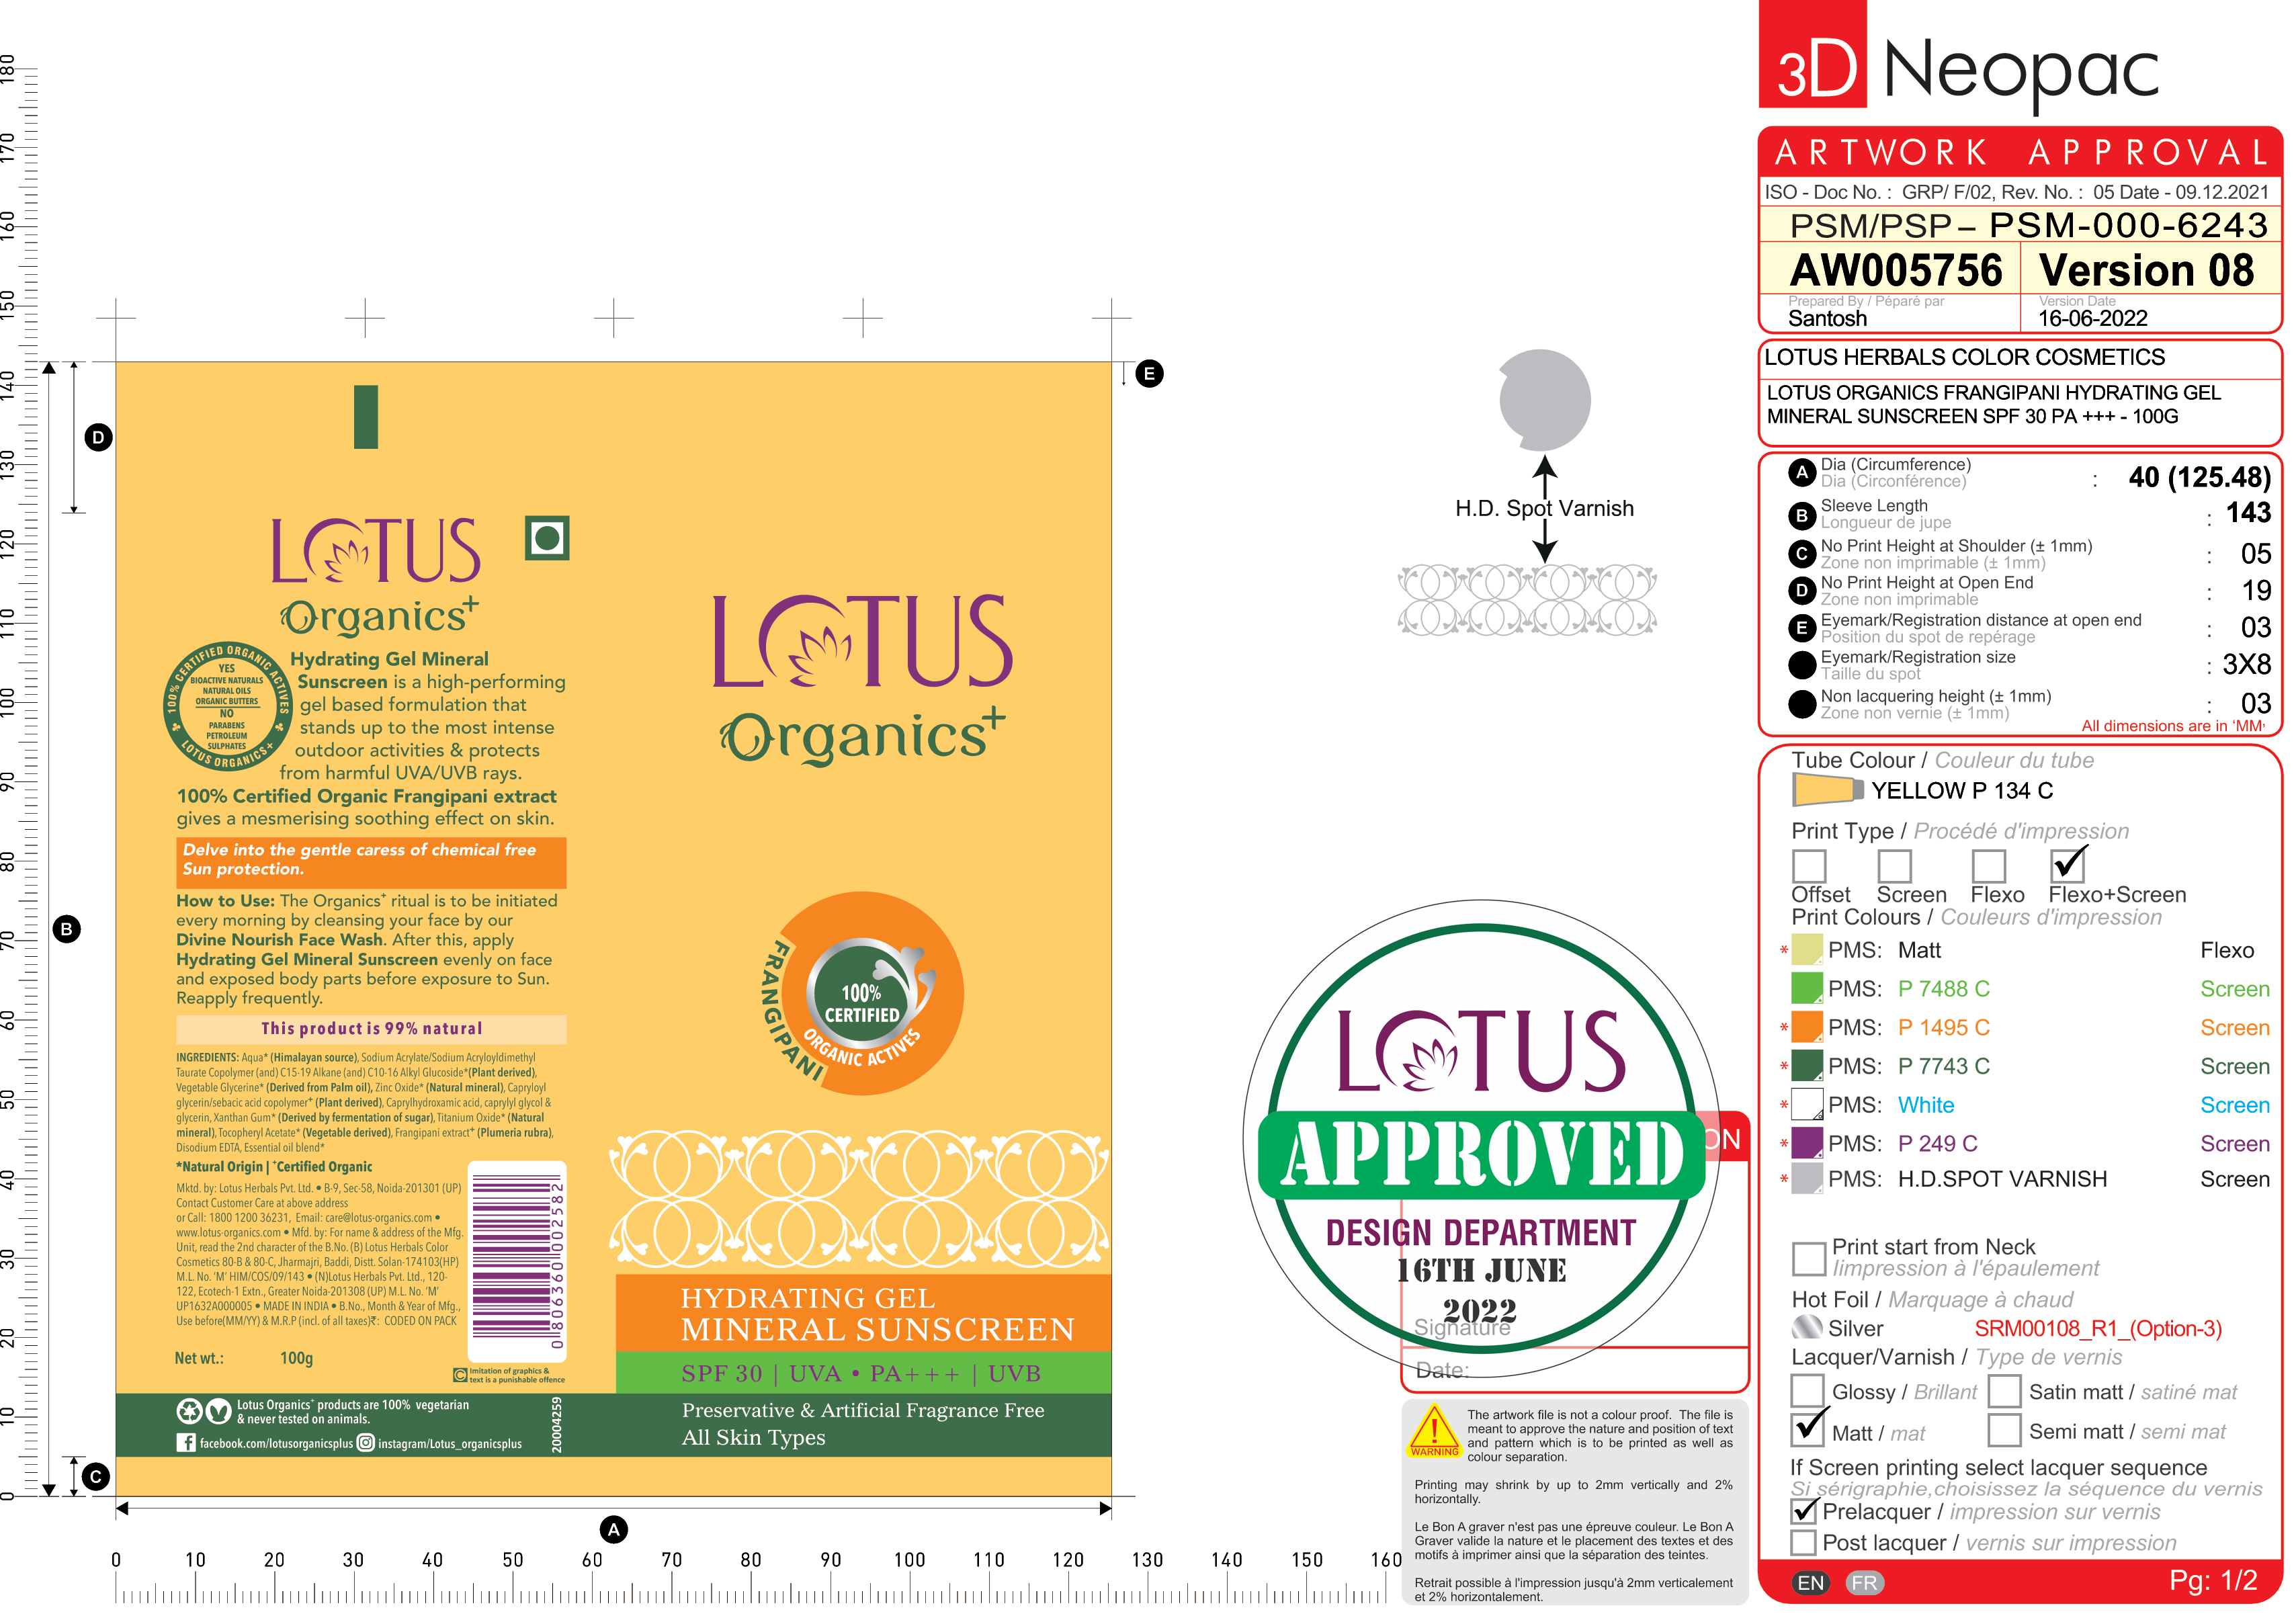 3D Neopac
ARTWORK APPROVAL
ISO - Doc No. : GRP/ F/02, Rev. No. : 05 Date - 09.12.2021
PSM/PSP – PSM-000-6243
AW005756 Version 08
Prepared By / Péparé par
Santosh
Version Date
16-06-2022
LOTUS HERBALS COLOR COSMETICS
LOTUS ORGANICS FRANGIPANI HYDRATING GEL
MINERAL SUNSCREEN SPF 30 PA +++ - 100G
A Dia (Circumference) : 40 (125.48)
Dia (Circonférence)
B Sleeve Length : 143
Longueur de jupe
C No Print Height at Shoulder (± 1mm) : 05
Zone non imprimable (± 1mm)
D No Print Height at Open End : 19
Zone non imprimable
E Eyemark/Registration distance at open end : 03
Position du spot de repérage
Eyemark/Registration size : 3X8
Taille du spot
Non lacquering height (± 1mm) : 03
Zone non vernie (± 1mm)
All dimensions are in 'MM'
Tube Colour / Couleur du tube
YELLOW P 134 C
Print Type / Procédé d'impression
Offset Screen Flexo Flexo+Screen
Print Colours / Couleurs d'impression
* PMS: Matt Flexo
PMS: P 7488 C Screen
* PMS: P 1495 C Screen
* PMS: P 7743 C Screen
* PMS: White Screen
* PMS: P 249 C Screen
* PMS: H.D.SPOT VARNISH Screen
Print start from Neck
Iimpression à l'épaulement
Hot Foil / Marquage à chaud
Silver SRM00108_R1_(Option-3)
Lacquer/Varnish / Type de vernis
Glossy / Brillant Satin matt / satiné mat
Matt / mat Semi matt / semi mat
If Screen printing select lacquer sequence
Si sérigraphie,choisissez la séquence du vernis
Prelacquer / impression sur vernis
Post lacquer / vernis sur impression
EN FR Pg: 1/2
H.D. Spot Varnish
LOTUS
APPROVED
DESIGN DEPARTMENT
16TH JUNE
2022
ON
Signature
Date:
WARNING
The artwork file is not a colour proof. The file is
meant to approve the nature and position of text
and pattern which is to be printed as well as
colour separation.
Printing may shrink by up to 2mm vertically and 2%
horizontally.
Le Bon A graver n'est pas une épreuve couleur. Le Bon A
Graver valide la nature et le placement des textes et des
motifs à imprimer ainsi que la séparation des teintes.
Retrait possible à l'impression jusqu'à 2mm verticalement
et 2% horizontalement.
LOTUS
Organics+
100% CERTIFIED ORGANIC ACTIVES
YES
BIOACTIVE NATURALS
NATURAL OILS
ORGANIC BUTTERS
NO
PARABENS
PETROLEUM
SULPHATES
LOTUS ORGANICS+
Hydrating Gel Mineral
Sunscreen is a high-performing
gel based formulation that
stands up to the most intense
outdoor activities & protects
from harmful UVA/UVB rays.
100% Certified Organic Frangipani extract
gives a mesmerising soothing effect on skin.
Delve into the gentle caress of chemical free
Sun protection.
How to Use: The Organics+ ritual is to be initiated
every morning by cleansing your face by our
Divine Nourish Face Wash. After this, apply
Hydrating Gel Mineral Sunscreen evenly on face
and exposed body parts before exposure to Sun.
Reapply frequently.
This product is 99% natural
INGREDIENTS: Aqua* (Himalayan source), Sodium Acrylate/Sodium Acryloyldimethyl
Taurate Copolymer (and) C15-19 Alkane (and) C10-16 Alkyl Glucoside*(Plant derived),
Vegetable Glycerine* (Derived from Palm oil), Zinc Oxide* (Natural mineral), Capryloyl
glycerin/sebacic acid copolymer+ (Plant derived), Caprylhydroxamic acid, caprylyl glycol &
glycerin, Xanthan Gum* (Derived by fermentation of sugar), Titanium Oxide* (Natural
mineral), Tocopheryl Acetate* (Vegetable derived), Frangipani extract+ (Plumeria rubra),
Disodium EDTA, Essential oil blend*
*Natural Origin | +Certified Organic
Mktd. by: Lotus Herbals Pvt. Ltd. • B-9, Sec-58, Noida-201301 (UP)
Contact Customer Care at above address
or Call: 1800 1200 36231, Email: care@lotus-organics.com •
www.lotus-organics.com • Mfd. by: For name & address of the Mfg.
Unit, read the 2nd character of the B.No. (B) Lotus Herbals Color
Cosmetics 80-B & 80-C, Jharmajri, Baddi, Distt. Solan-174103(HP)
M.L. No. 'M' HIM/COS/09/143 • (N)Lotus Herbals Pvt. Ltd., 120-
122, Ecotech-1 Extn., Greater Noida-201308 (UP) M.L. No. 'M'
UP1632A000005 • MADE IN INDIA • B.No., Month & Year of Mfg.,
Use before(MM/YY) & M.R.P (incl. of all taxes)₹: CODED ON PACK
Net wt.: 100g
0806360002582
C Imitation of graphics &
text is a punishable offence
Lotus Organics+ products are 100% vegetarian
& never tested on animals.
facebook.com/lotusorganicsplus instagram/Lotus_organicsplus
20004259
LOTUS
Organics+
FRANGIPANI
100%
CERTIFIED
ORGANIC ACTIVES
HYDRATING GEL
MINERAL SUNSCREEN
SPF 30 | UVA • PA+++ | UVB
Preservative & Artificial Fragrance Free
All Skin Types
A
B
C
D
E
180
170
160
150
140
130
120
110
100
90
80
70
60
50
40
30
20
10
0
0 10 20 30 40 50 60 70 80 90 100 110 120 130 140 150 160